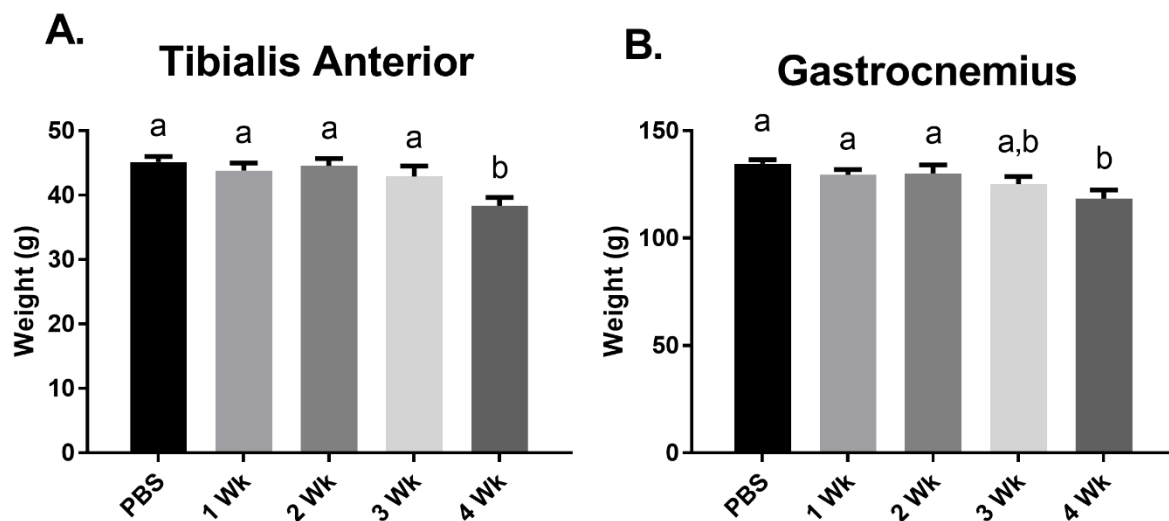 A.
Tibialis Anterior
Weight (g)
50
40
30
20
10
0
a
a
a
a
b
PBS
1 Wk
2 Wk
3 Wk
4 Wk
B.
Gastrocnemius
Weight (g)
150
100
50
0
a
a
a
a,b
b
PBS
1 Wk
2 Wk
3 Wk
4 Wk